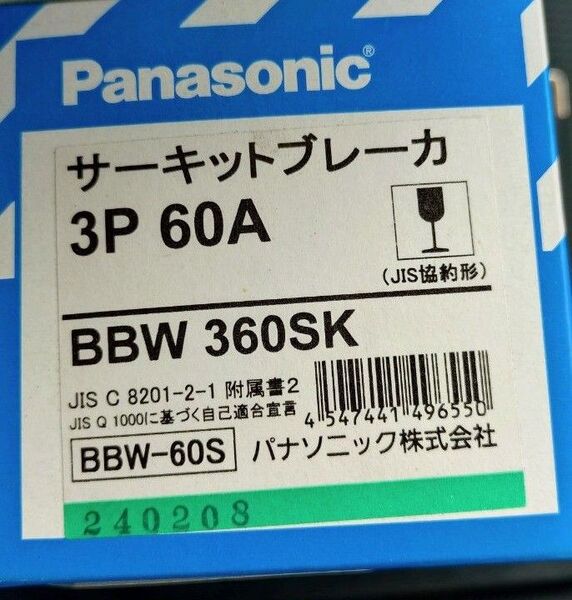 Panasonic®
サーキットブレーカ
3P 60A
(JIS協約形)
BBW 360SK
JIS C 8201-2-1 附属書2
JIS Q 1000に基づく自己適合宣言
4 547441 496550
BBW-60S
パナソニック株式会社
240208